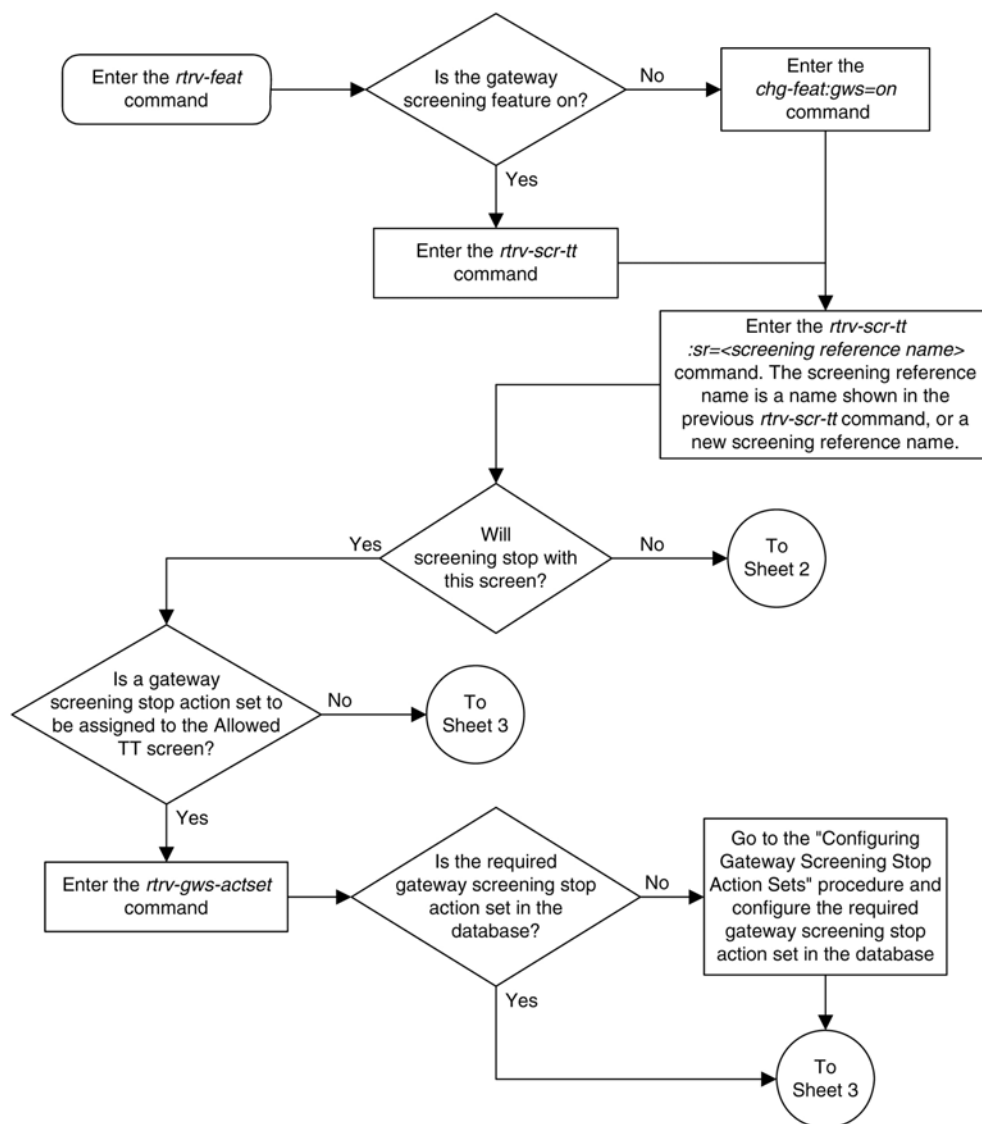 Enter the rtrv-feat
command
Is the gateway
screening feature on?
No
Enter the
chg-feat:gws=on
command
Yes
Enter the rtrv-scr-tt
command
Enter the rtrv-scr-tt
:sr=<screening reference name>
command. The screening reference
name is a name shown in the
previous rtrv-scr-tt command, or a
new screening reference name.
Will
screening stop with
this screen?
Yes
No
To
Sheet 2
Is a gateway
screening stop action set to
be assigned to the Allowed
TT screen?
No
To
Sheet 3
Yes
Enter the rtrv-gws-actset
command
Is the required
gateway screening stop
action set in the
database?
No
Go to the "Configuring
Gateway Screening Stop
Action Sets" procedure and
configure the required
gateway screening stop
action set in the database
Yes
To
Sheet 3